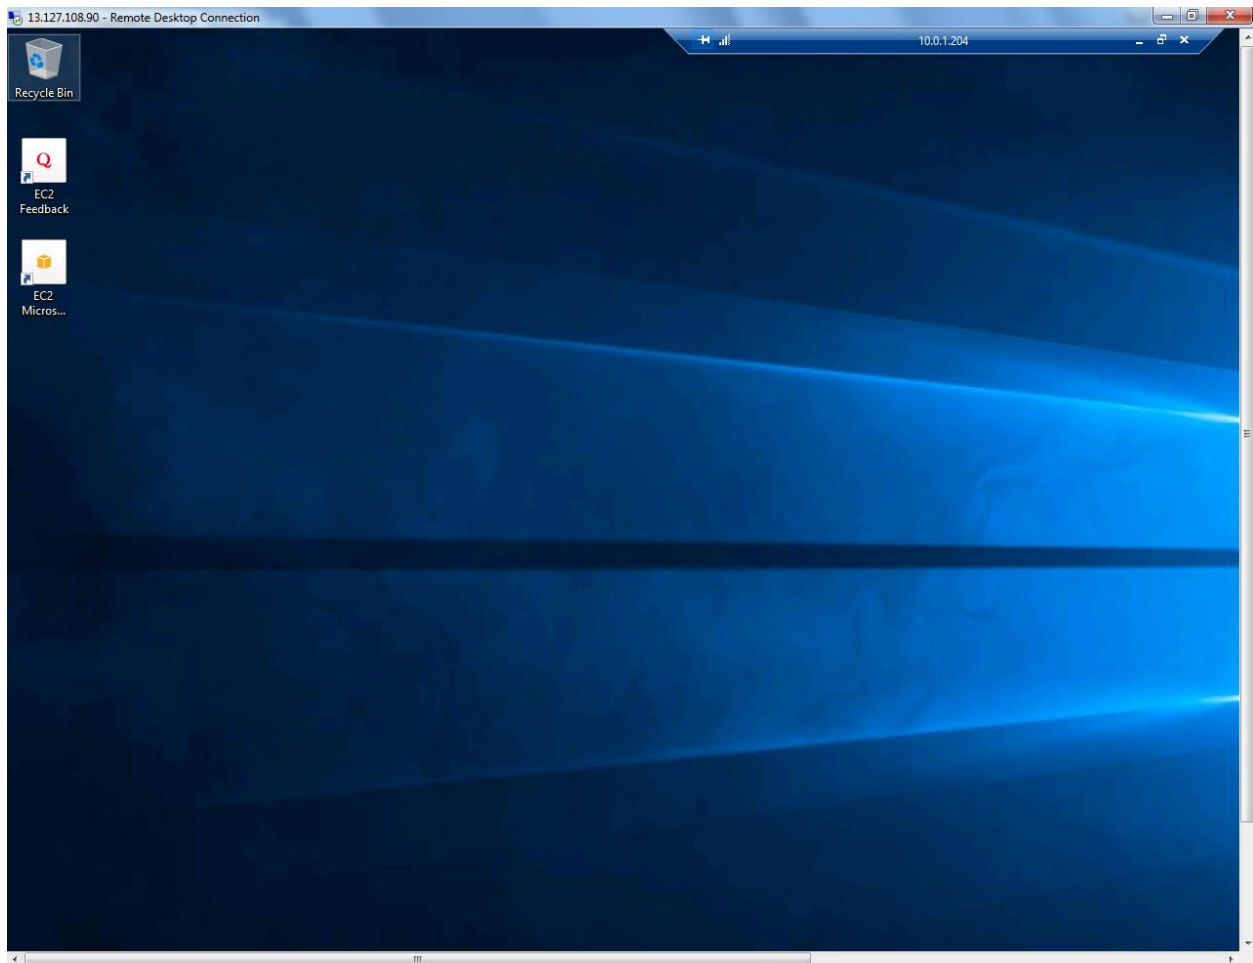 13.127.108.90 - Remote Desktop Connection
10.0.1.204
Recycle Bin
Q
EC2
Feedback
EC2
Micros...